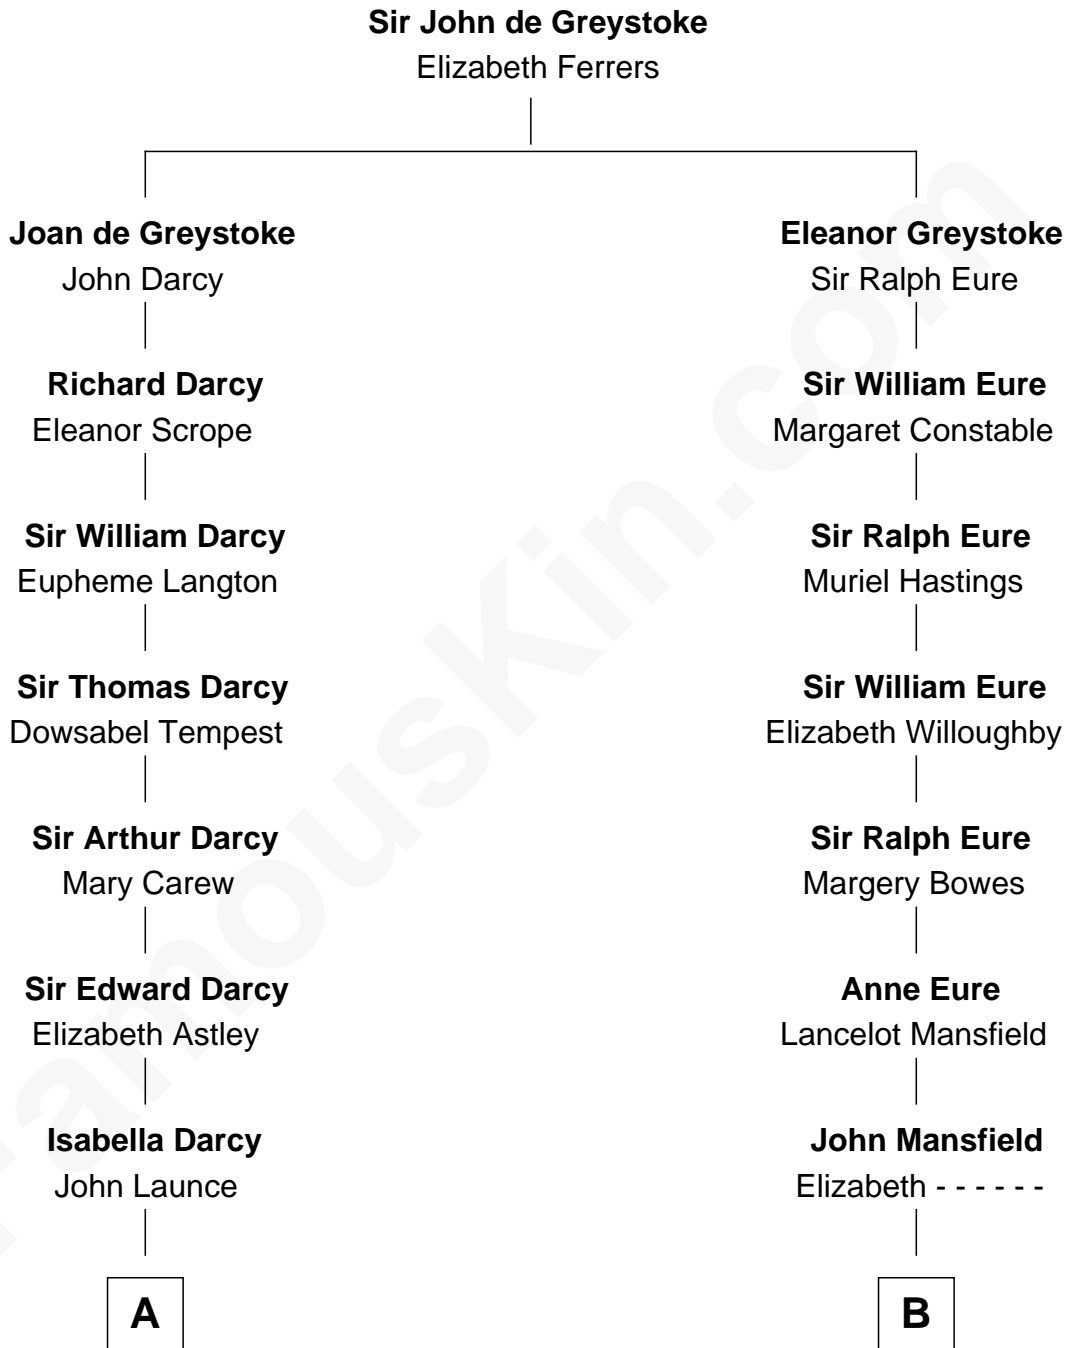 Sir John de Greystoke
Elizabeth Ferrers
Joan de Greystoke
John Darcy
Eleanor Greystoke
Sir Ralph Eure
Richard Darcy
Eleanor Scrope
Sir William Eure
Margaret Constable
Sir William Darcy
Eupheme Langton
Sir Ralph Eure
Muriel Hastings
Sir Thomas Darcy
Dowsabel Tempest
Sir William Eure
Elizabeth Willoughby
Sir Arthur Darcy
Mary Carew
Sir Ralph Eure
Margery Bowes
Sir Edward Darcy
Elizabeth Astley
Anne Eure
Lancelot Mansfield
Isabella Darcy
John Launce
John Mansfield
Elizabeth - - - - - -
A
B
FamousKin.com